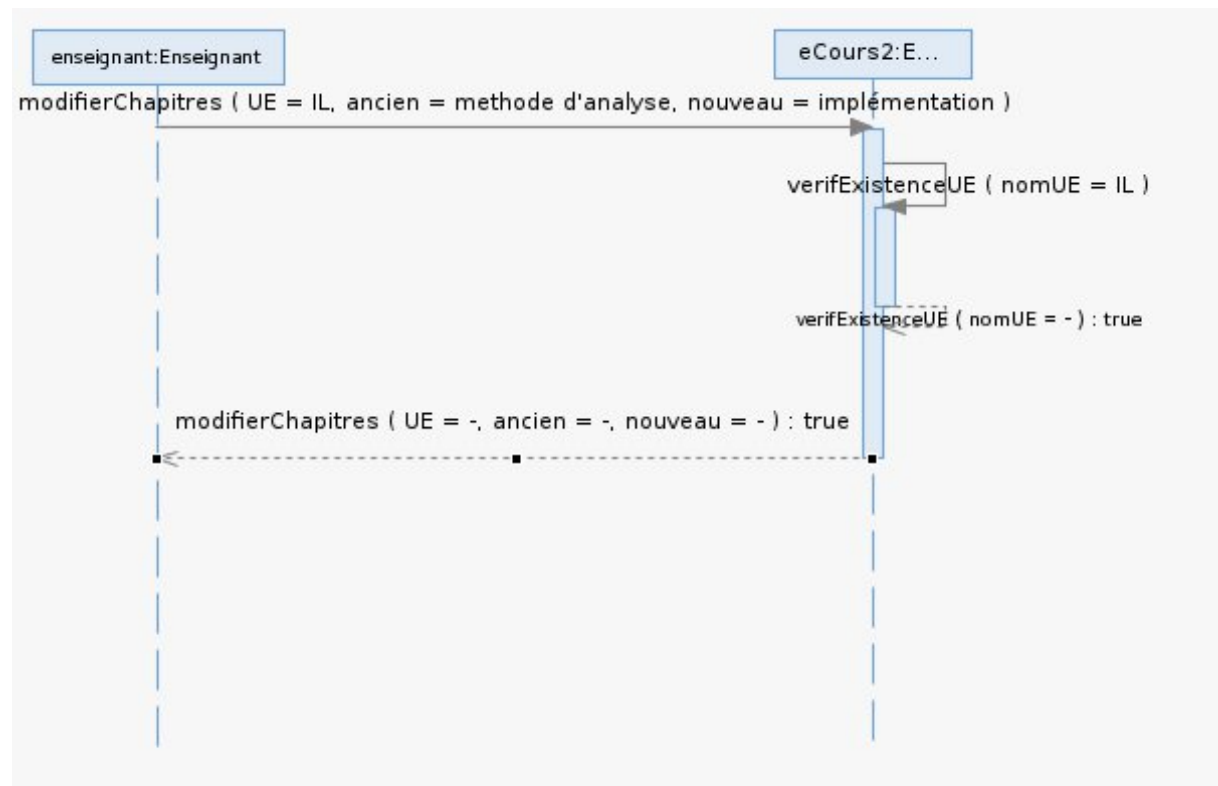 enseignant:Enseignant
eCours2:E...
modifierChapitres ( UE = IL, ancien = methode d'analyse, nouveau = implémentation )
verifExistenceUE ( nomUE = IL )
verifExistenceUE ( nomUE = - ) : true
modifierChapitres ( UE = -, ancien = -, nouveau = - ) : true